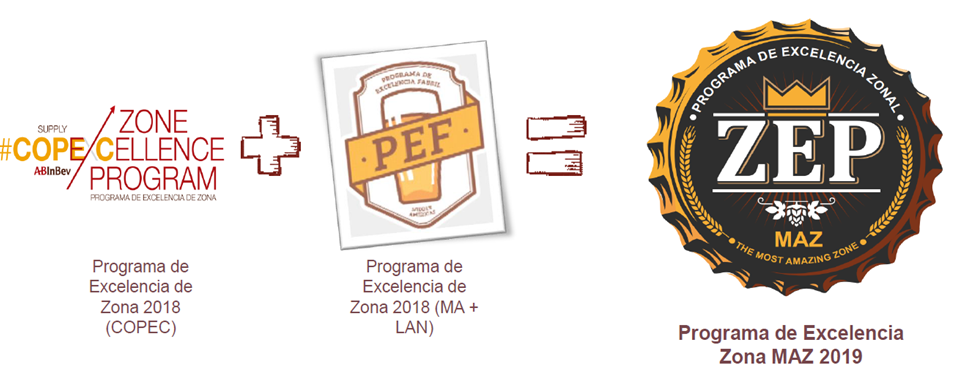 SUPPLY
#COPEXCELLENCE
ZONE
ABInBev
PROGRAM
PROGRAMA DE EXCELENCIA DE ZONA
Programa de
Excelencia de
Zona 2018
(COPEC)
PROGRAMA DE
EXCELENCIA FABRIL
· PEF ·
Programa de
Excelencia de
Zona 2018 (MA +
LAN)
PROGRAMA DE EXCELENCIA ZONAL
ZEP
MAZ
THE MOST AMAZING ZONE
Programa de Excelencia
Zona MAZ 2019